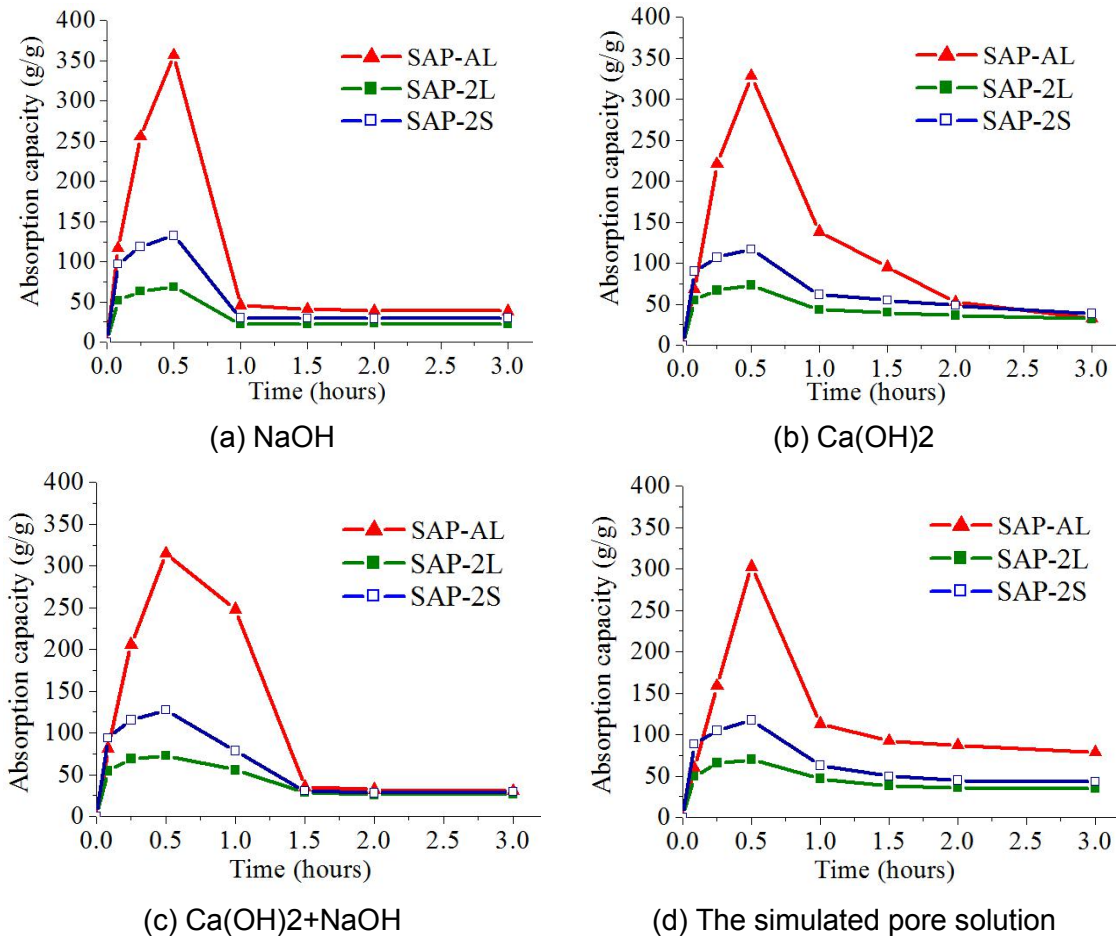 400
350
300
250
200
150
100
50
0
Absorption capacity (g/g)
SAP-AL
SAP-2L
SAP-2S
0.0 0.5 1.0 1.5 2.0 2.5 3.0
Time (hours)
(a) NaOH
400
350
300
250
200
150
100
50
0
Absorption capacity (g/g)
SAP-AL
SAP-2L
SAP-2S
0.0 0.5 1.0 1.5 2.0 2.5 3.0
Time (hours)
(b) Ca(OH)2
400
350
300
250
200
150
100
50
0
Absorption capacity (g/g)
SAP-AL
SAP-2L
SAP-2S
0.0 0.5 1.0 1.5 2.0 2.5 3.0
Time (hours)
(c) Ca(OH)2+NaOH
400
350
300
250
200
150
100
50
0
Absorption capacity (g/g)
SAP-AL
SAP-2L
SAP-2S
0.0 0.5 1.0 1.5 2.0 2.5 3.0
Time (hours)
(d) The simulated pore solution